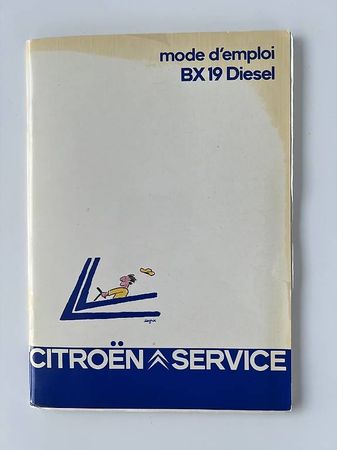 mode d'emploi
BX 19 Diesel
CITROËN SERVICE